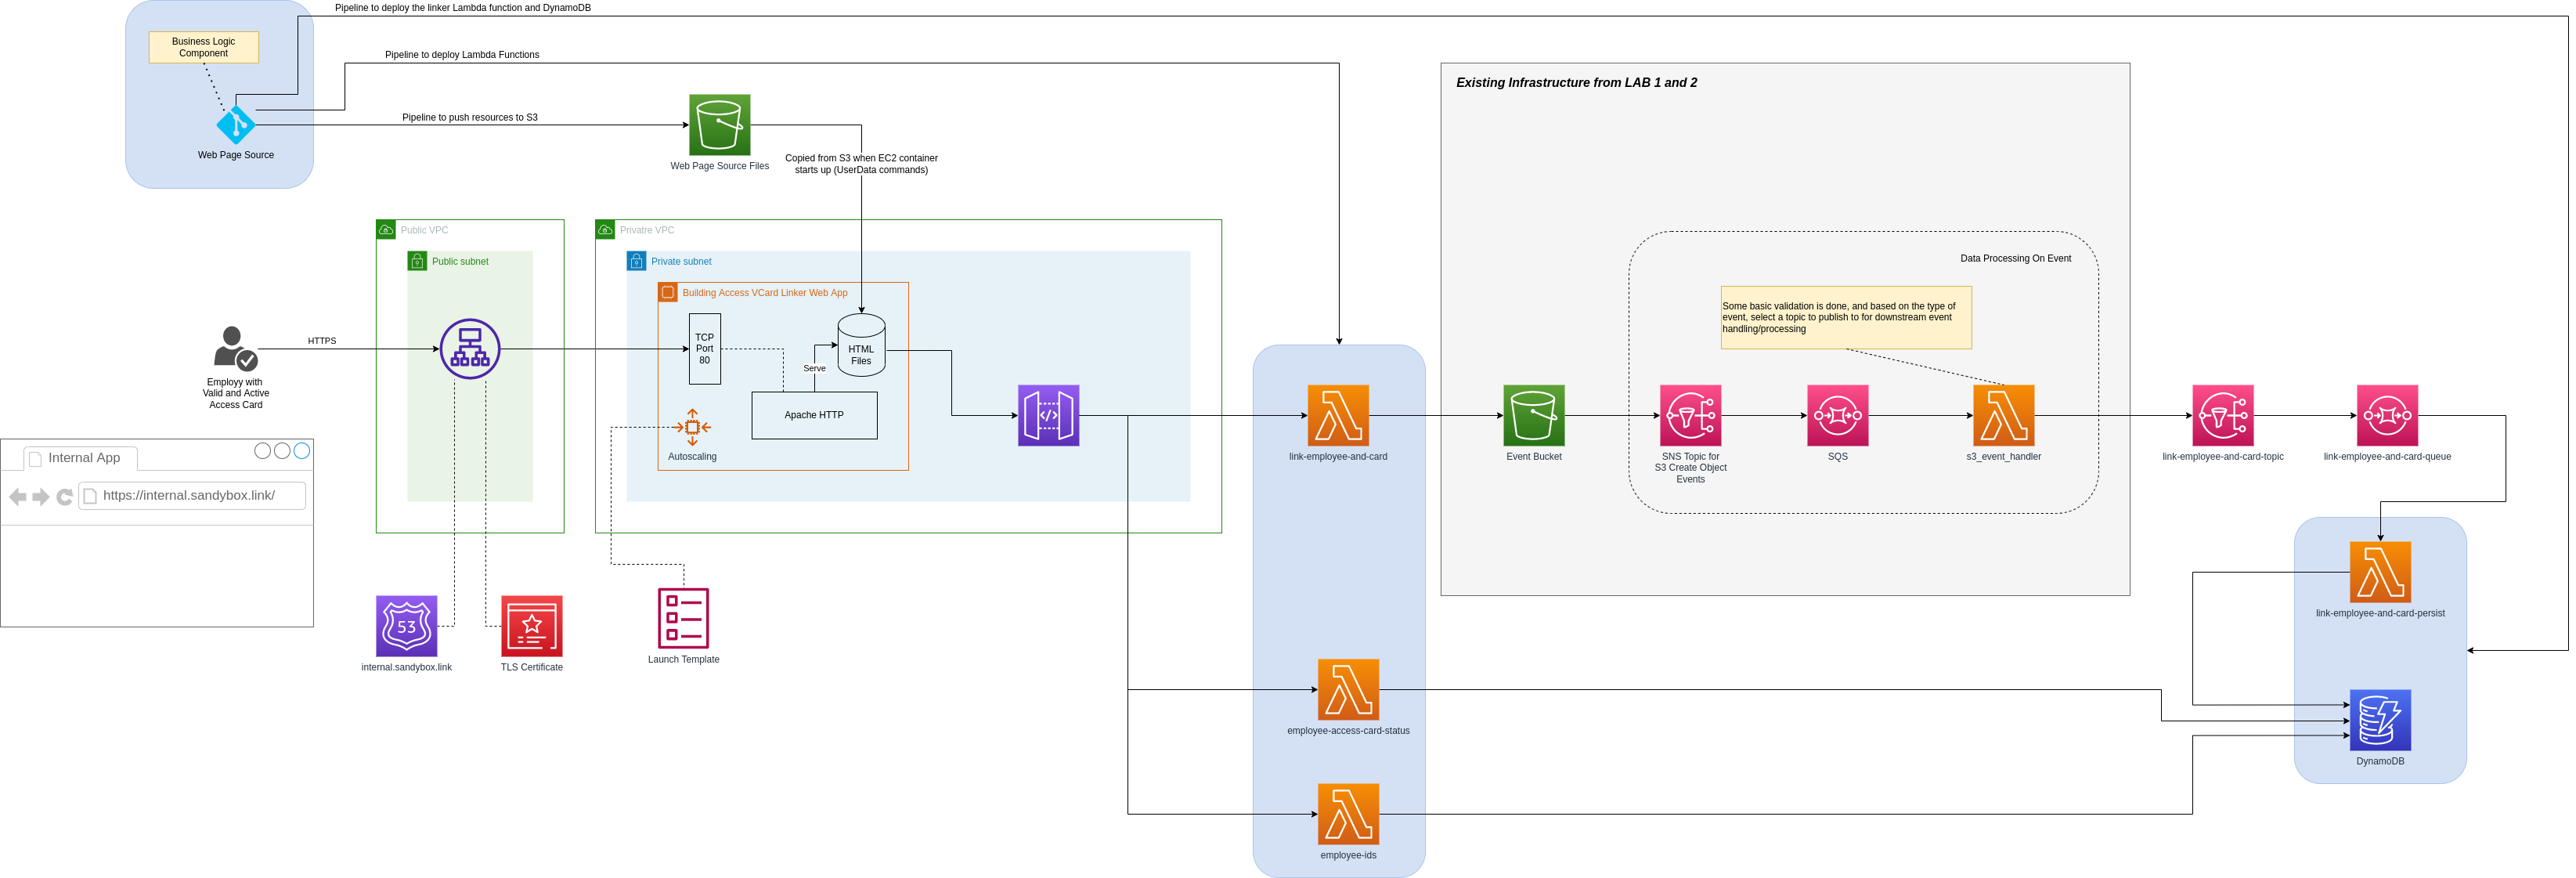 Pipeline to deploy the linker Lambda function and DynamoDB
Business Logic
Component
Pipeline to deploy Lambda Functions
Pipeline to push resources to S3
Web Page Source
Web Page Source Files
Copied from S3 when EC2 container
starts up (UserData commands)
Existing Infrastructure from LAB 1 and 2
Public VPC
Public subnet
Privatre VPC
Private subnet
Building Access VCard Linker Web App
TCP
Port
80
HTML
Files
Serve
Apache HTTP
Autoscaling
HTTPS
Employy with
Valid and Active
Access Card
Internal App
https://internal.sandybox.link/
53
internal.sandybox.link
TLS Certificate
Launch Template
Data Processing On Event
Some basic validation is done, and based on the type of
event, select a topic to publish to for downstream event
handling/processing
link-employee-and-card
Event Bucket
SNS Topic for
S3 Create Object
Events
SQS
s3_event_handler
link-employee-and-card-topic
link-employee-and-card-queue
link-employee-and-card-persist
employee-access-card-status
DynamoDB
employee-ids